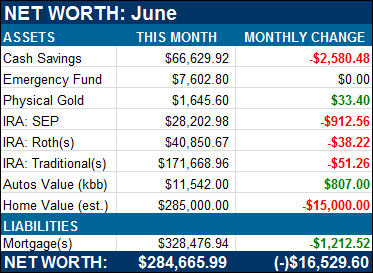 NET WORTH: June
ASSETS THIS MONTH MONTHLY CHANGE
Cash Savings $66,629.92 -$2,580.48
Emergency Fund $7,602.80 $0.00
Physical Gold $1,645.60 $33.40
IRA: SEP $28,202.98 -$912.56
IRA: Roth(s) $40,850.67 -$38.22
IRA: Traditional(s) $171,668.96 -$51.26
Autos Value (kbb) $11,542.00 $807.00
Home Value (est.) $285,000.00 -$15,000.00
LIABILITIES
Mortgage(s) $328,476.94 -$1,212.52
NET WORTH: $284,665.99 (-)$16,529.60